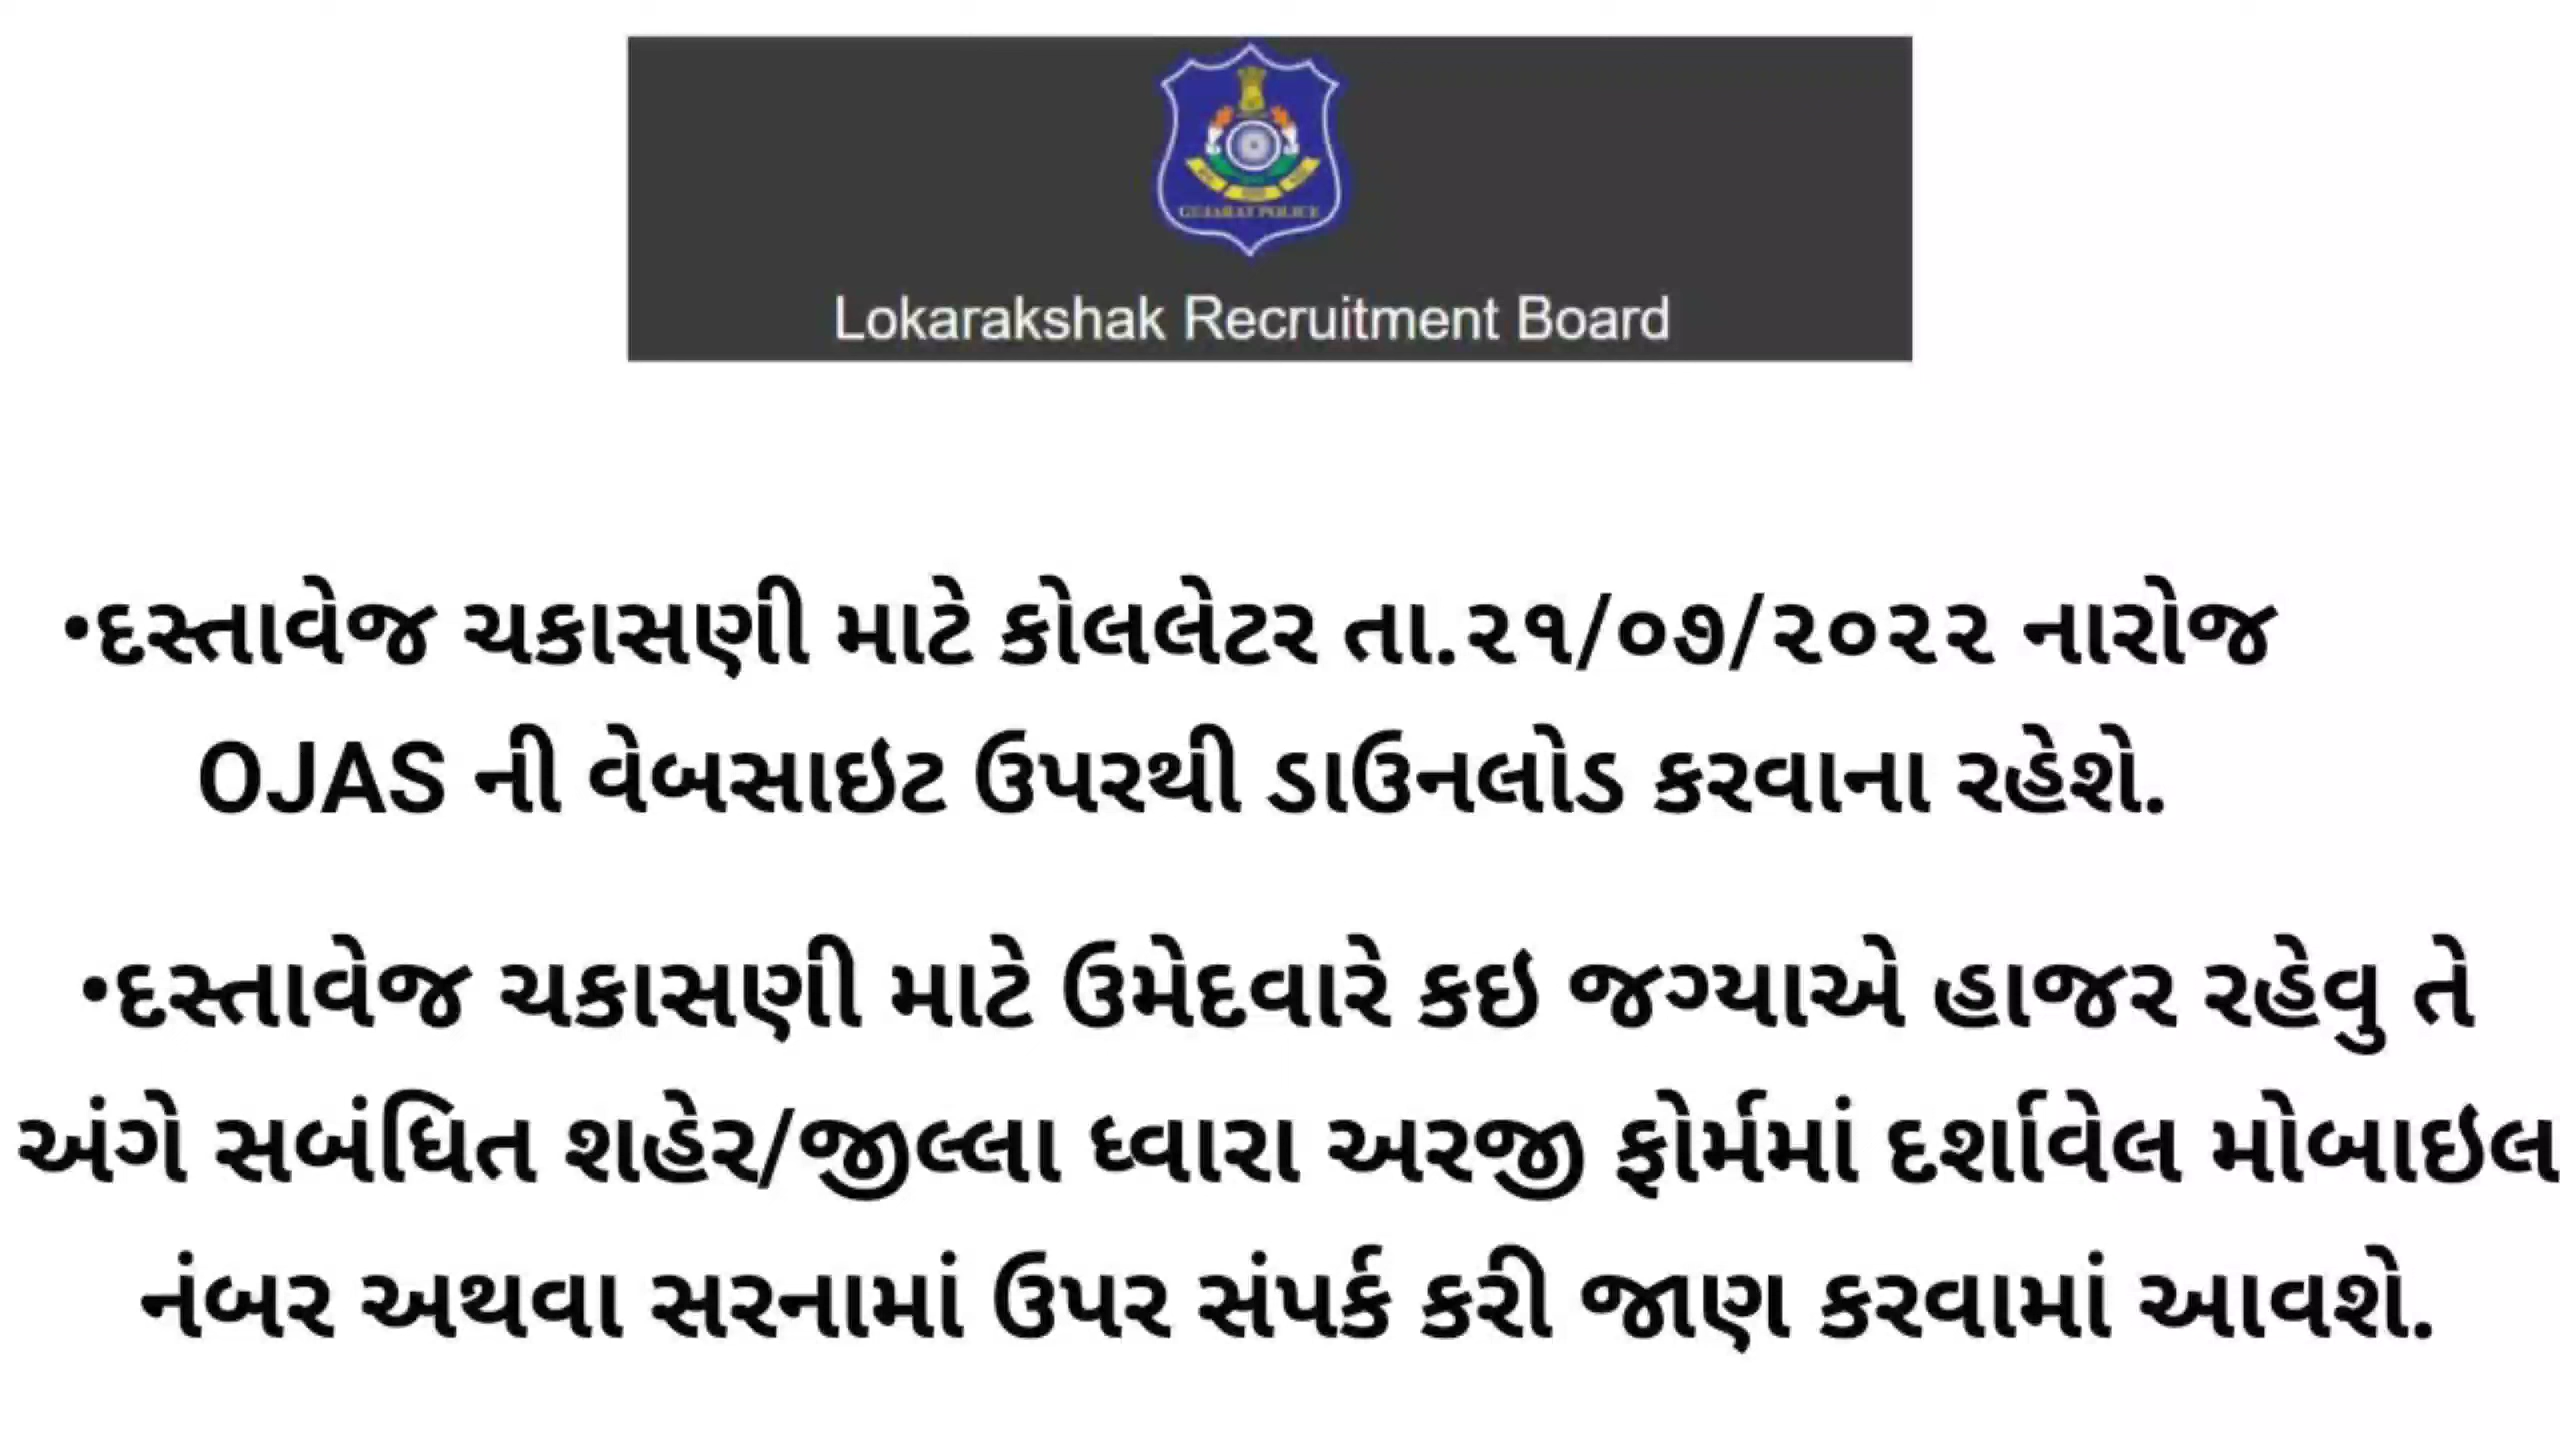 GUJARAT POLICE
Lokarakshak Recruitment Board
•દસ્તાવેજ ચકાસણી માટે કોલલેટર તા.૨૧/૦૭/૨૦૨૨ નારોજ
OJAS ની વેબસાઇટ ઉપરથી ડાઉનલોડ કરવાના રહેશે.
•દસ્તાવેજ ચકાસણી માટે ઉમેદવારે કઇ જગ્યાએ હાજર રહેવુ તે
અંગે સબંધિત શહેર/જીલ્લા ધ્વારા અરજી ફોર્મમાં દર્શાવેલ મોબાઇલ
નંબર અથવા સરનામાં ઉપર સંપર્ક કરી જાણ કરવામાં આવશે.